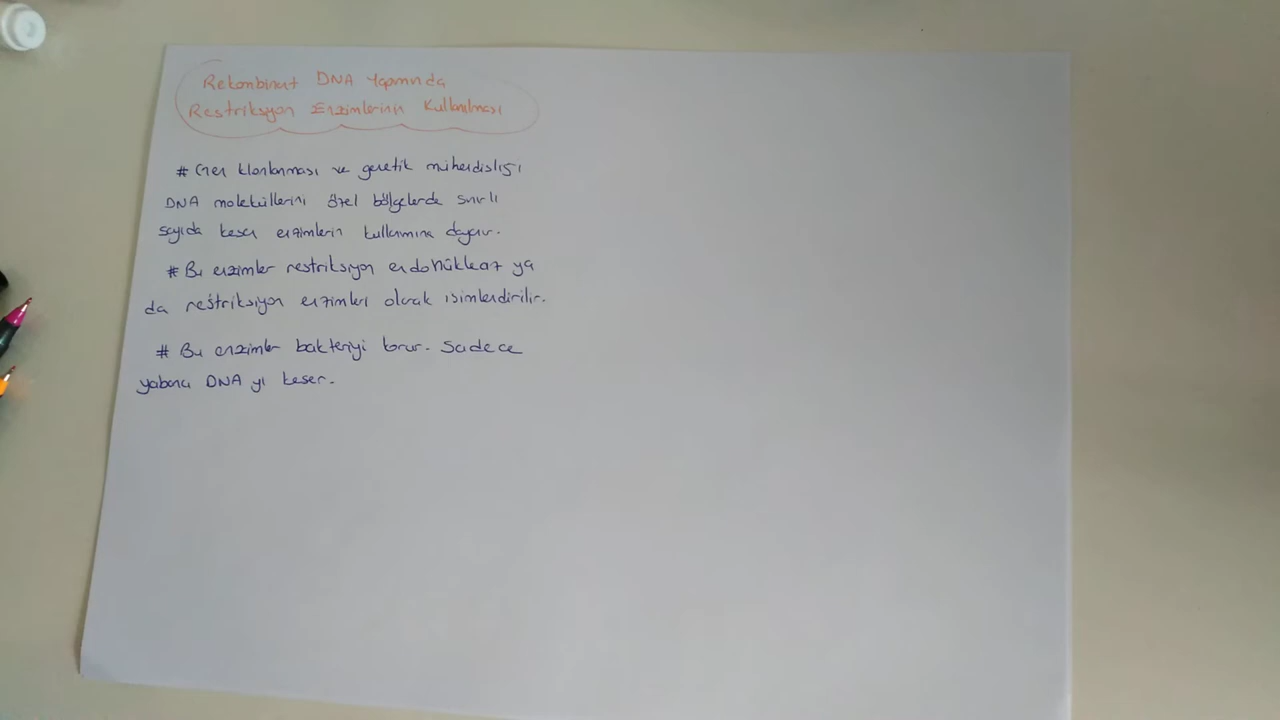 Rekombinant DNA Yapımında
Restriksyon Enzimlerinin Kullanılması
# Gen klonlanması ve genetik mühendisliği
DNA moleküllerini özel bölgelerde sınırlı
sayıda kesen enzimlerin kullanımına dayanır.
# Bu enzimler restriksiyon endonükleaz ya
da restriksiyon enzimleri olarak isimlendirilir.
# Bu enzimler bakteriyi korur. Sadece
yabancı DNA yı keser.